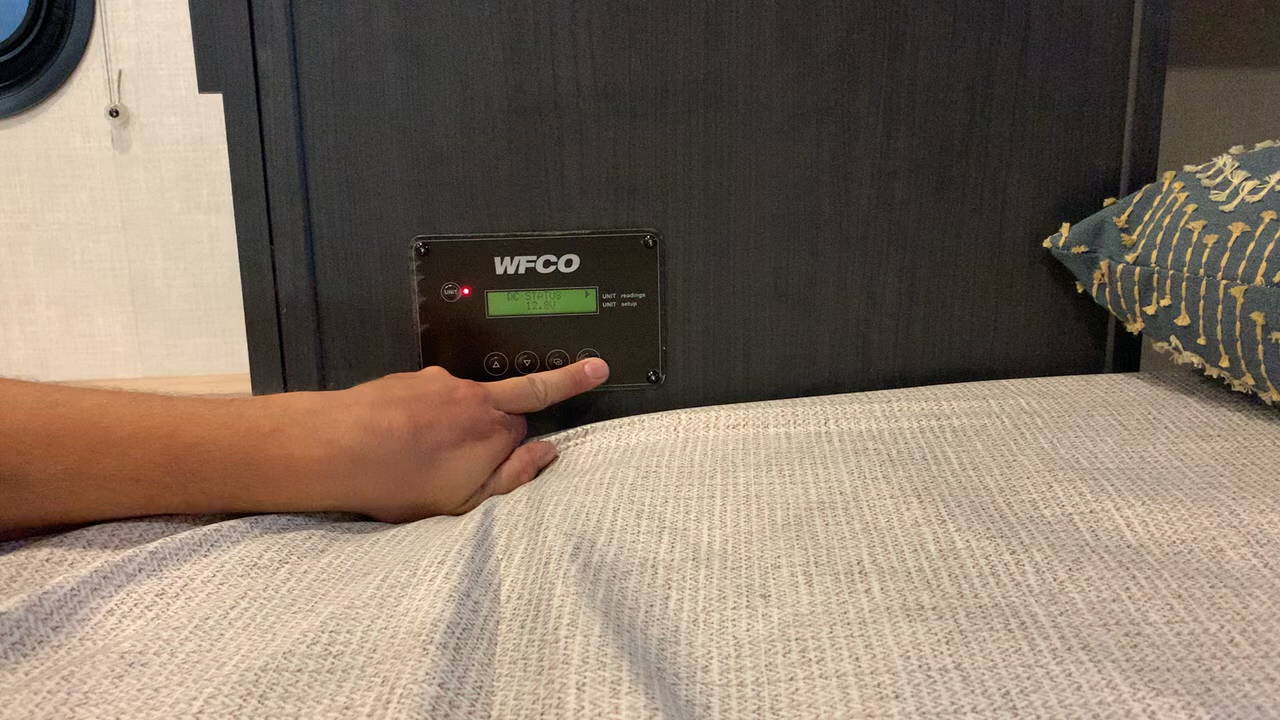 WFCO
UNIT
DC STATUS
12.8V
UNIT readings
UNIT setup